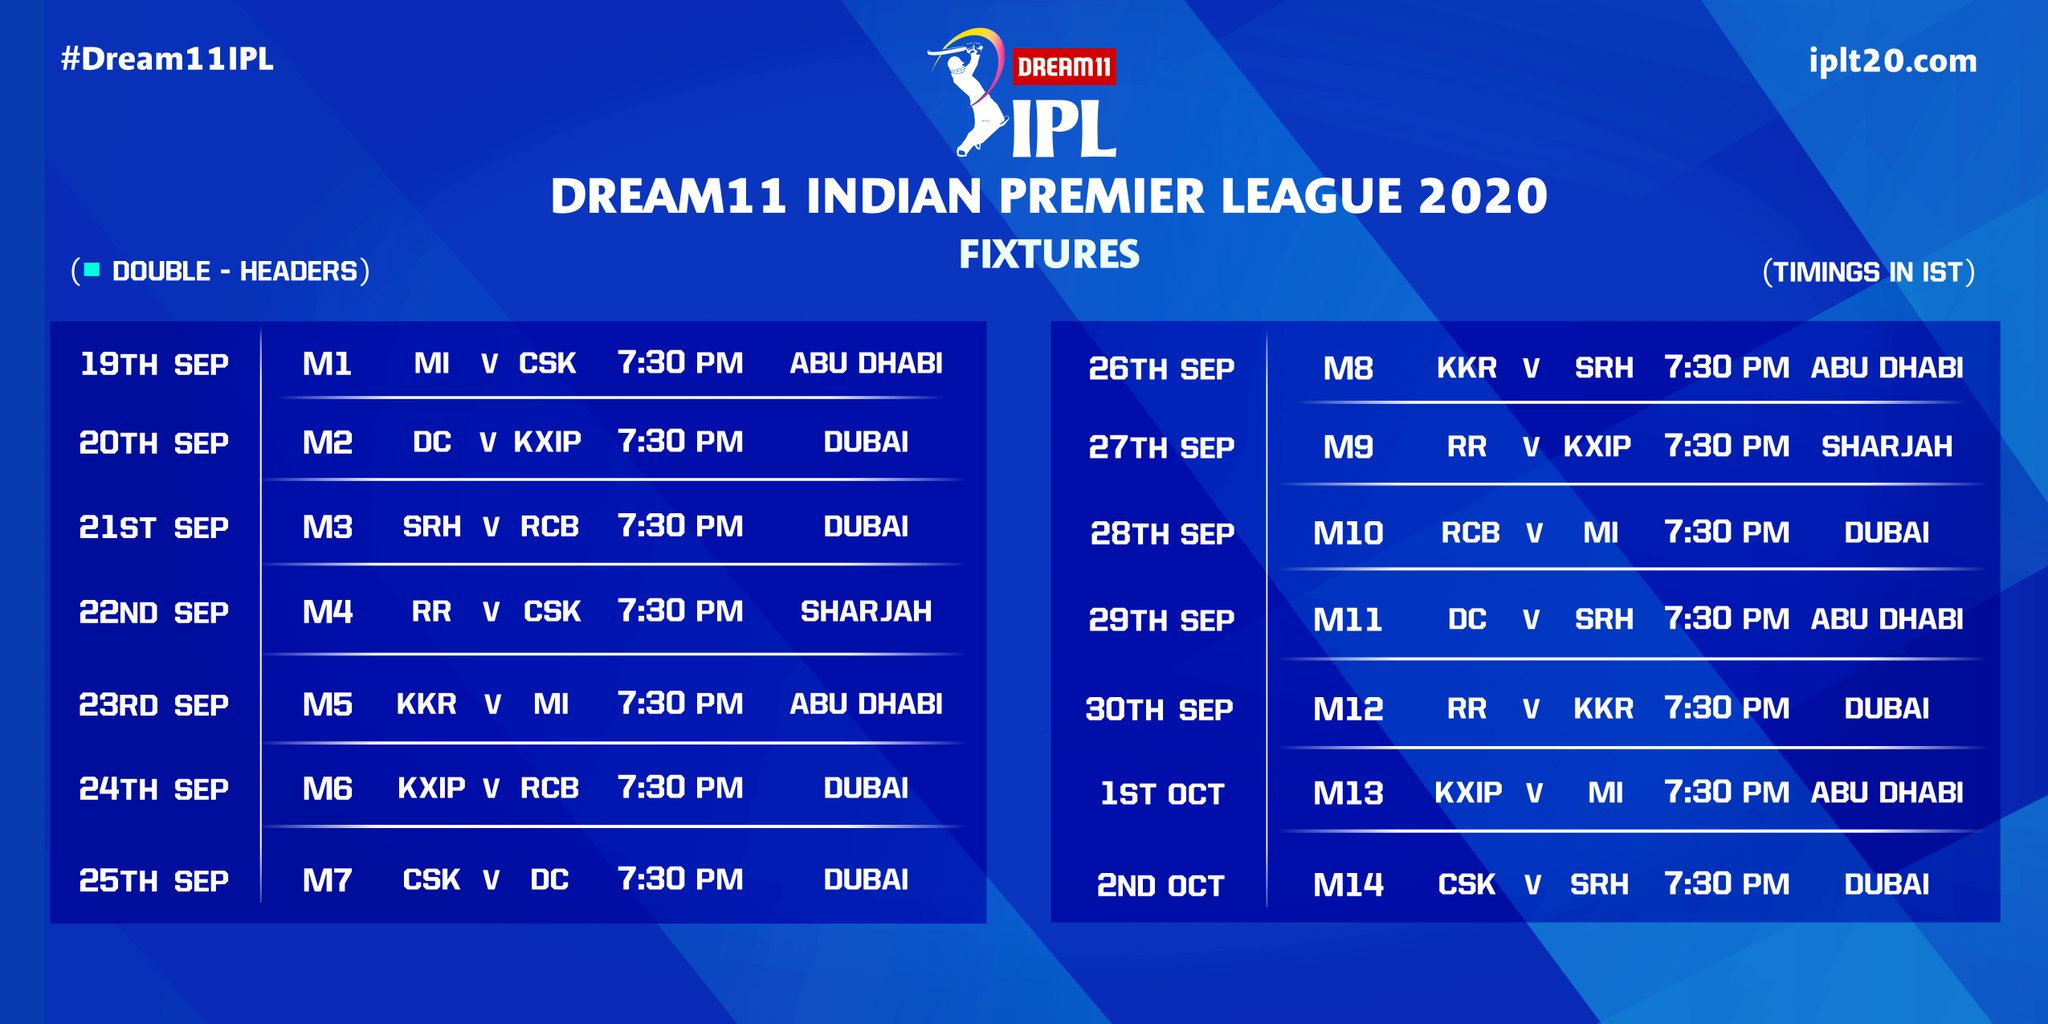 #Dream11IPL
iplt20.com
DREAM11
IPL
DREAM11 INDIAN PREMIER LEAGUE 2020
FIXTURES
(■ DOUBLE - HEADERS)
(TIMINGS IN IST)
19TH SEP M1 MI V CSK 7:30 PM ABU DHABI
20TH SEP M2 DC V KXIP 7:30 PM DUBAI
21ST SEP M3 SRH V RCB 7:30 PM DUBAI
22ND SEP M4 RR V CSK 7:30 PM SHARJAH
23RD SEP M5 KKR V MI 7:30 PM ABU DHABI
24TH SEP M6 KXIP V RCB 7:30 PM DUBAI
25TH SEP M7 CSK V DC 7:30 PM DUBAI
26TH SEP M8 KKR V SRH 7:30 PM ABU DHABI
27TH SEP M9 RR V KXIP 7:30 PM SHARJAH
28TH SEP M10 RCB V MI 7:30 PM DUBAI
29TH SEP M11 DC V SRH 7:30 PM ABU DHABI
30TH SEP M12 RR V KKR 7:30 PM DUBAI
1ST OCT M13 KXIP V MI 7:30 PM ABU DHABI
2ND OCT M14 CSK V SRH 7:30 PM DUBAI